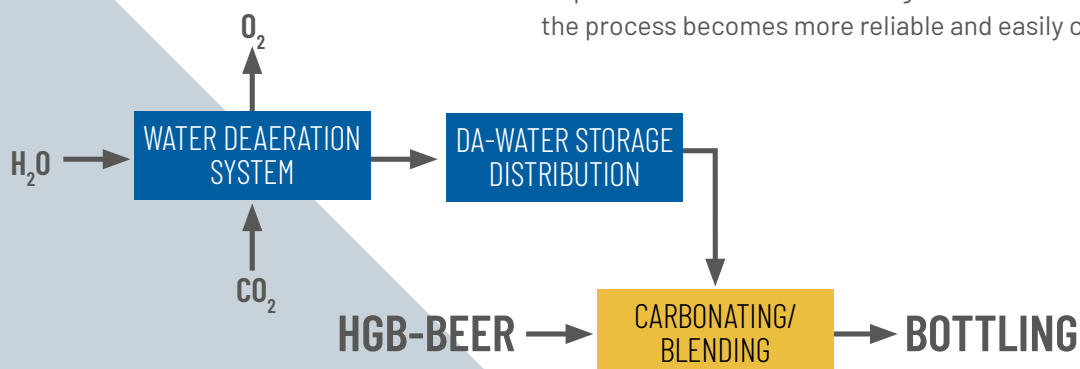 the process becomes more reliable and easily
O₂
WATER DEAERATION
SYSTEM
DA-WATER STORAGE
DISTRIBUTION
H₂O
CO₂
HGB-BEER
CARBONATING/
BLENDING
BOTTLING